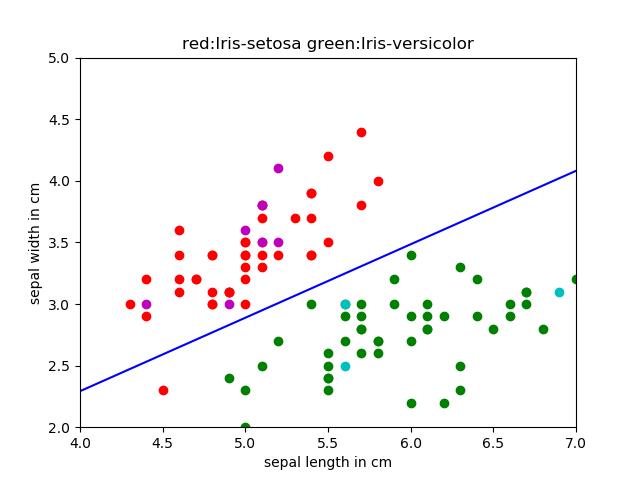 red:Iris-setosa green:Iris-versicolor
5.0
4.5
4.0
3.5
3.0
2.5
2.0
sepal width in cm
4.0 4.5 5.0 5.5 6.0 6.5 7.0
sepal length in cm